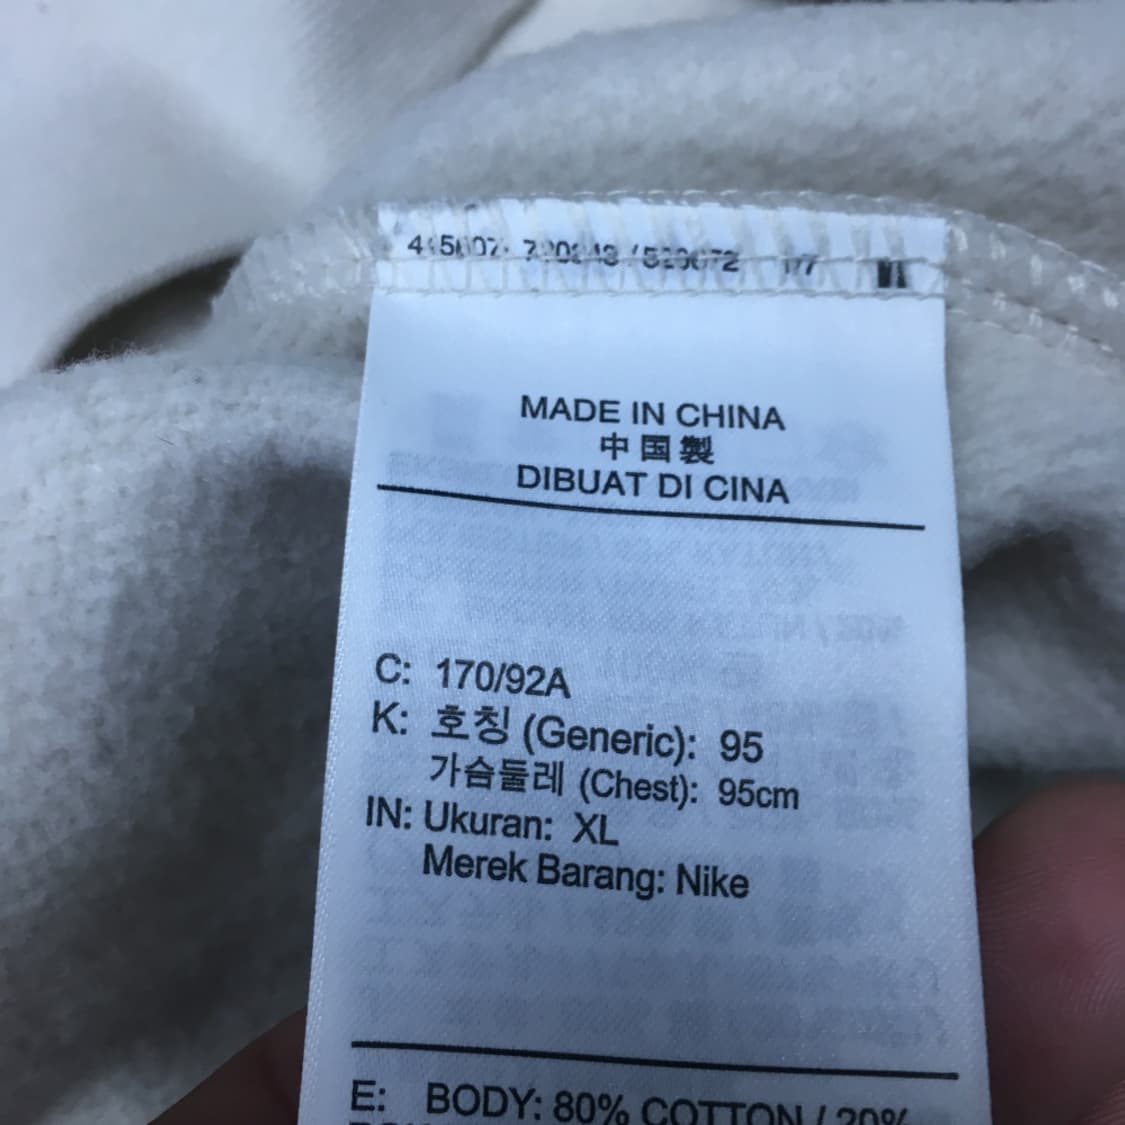 MADE IN CHINA
中国製
DIBUAT DI CINA
C: 170/92A
K: 호칭 (Generic): 95
가슴둘레 (Chest): 95cm
IN: Ukuran: XL
Merek Barang: Nike
E: BODY: 80% COTTON / 20%